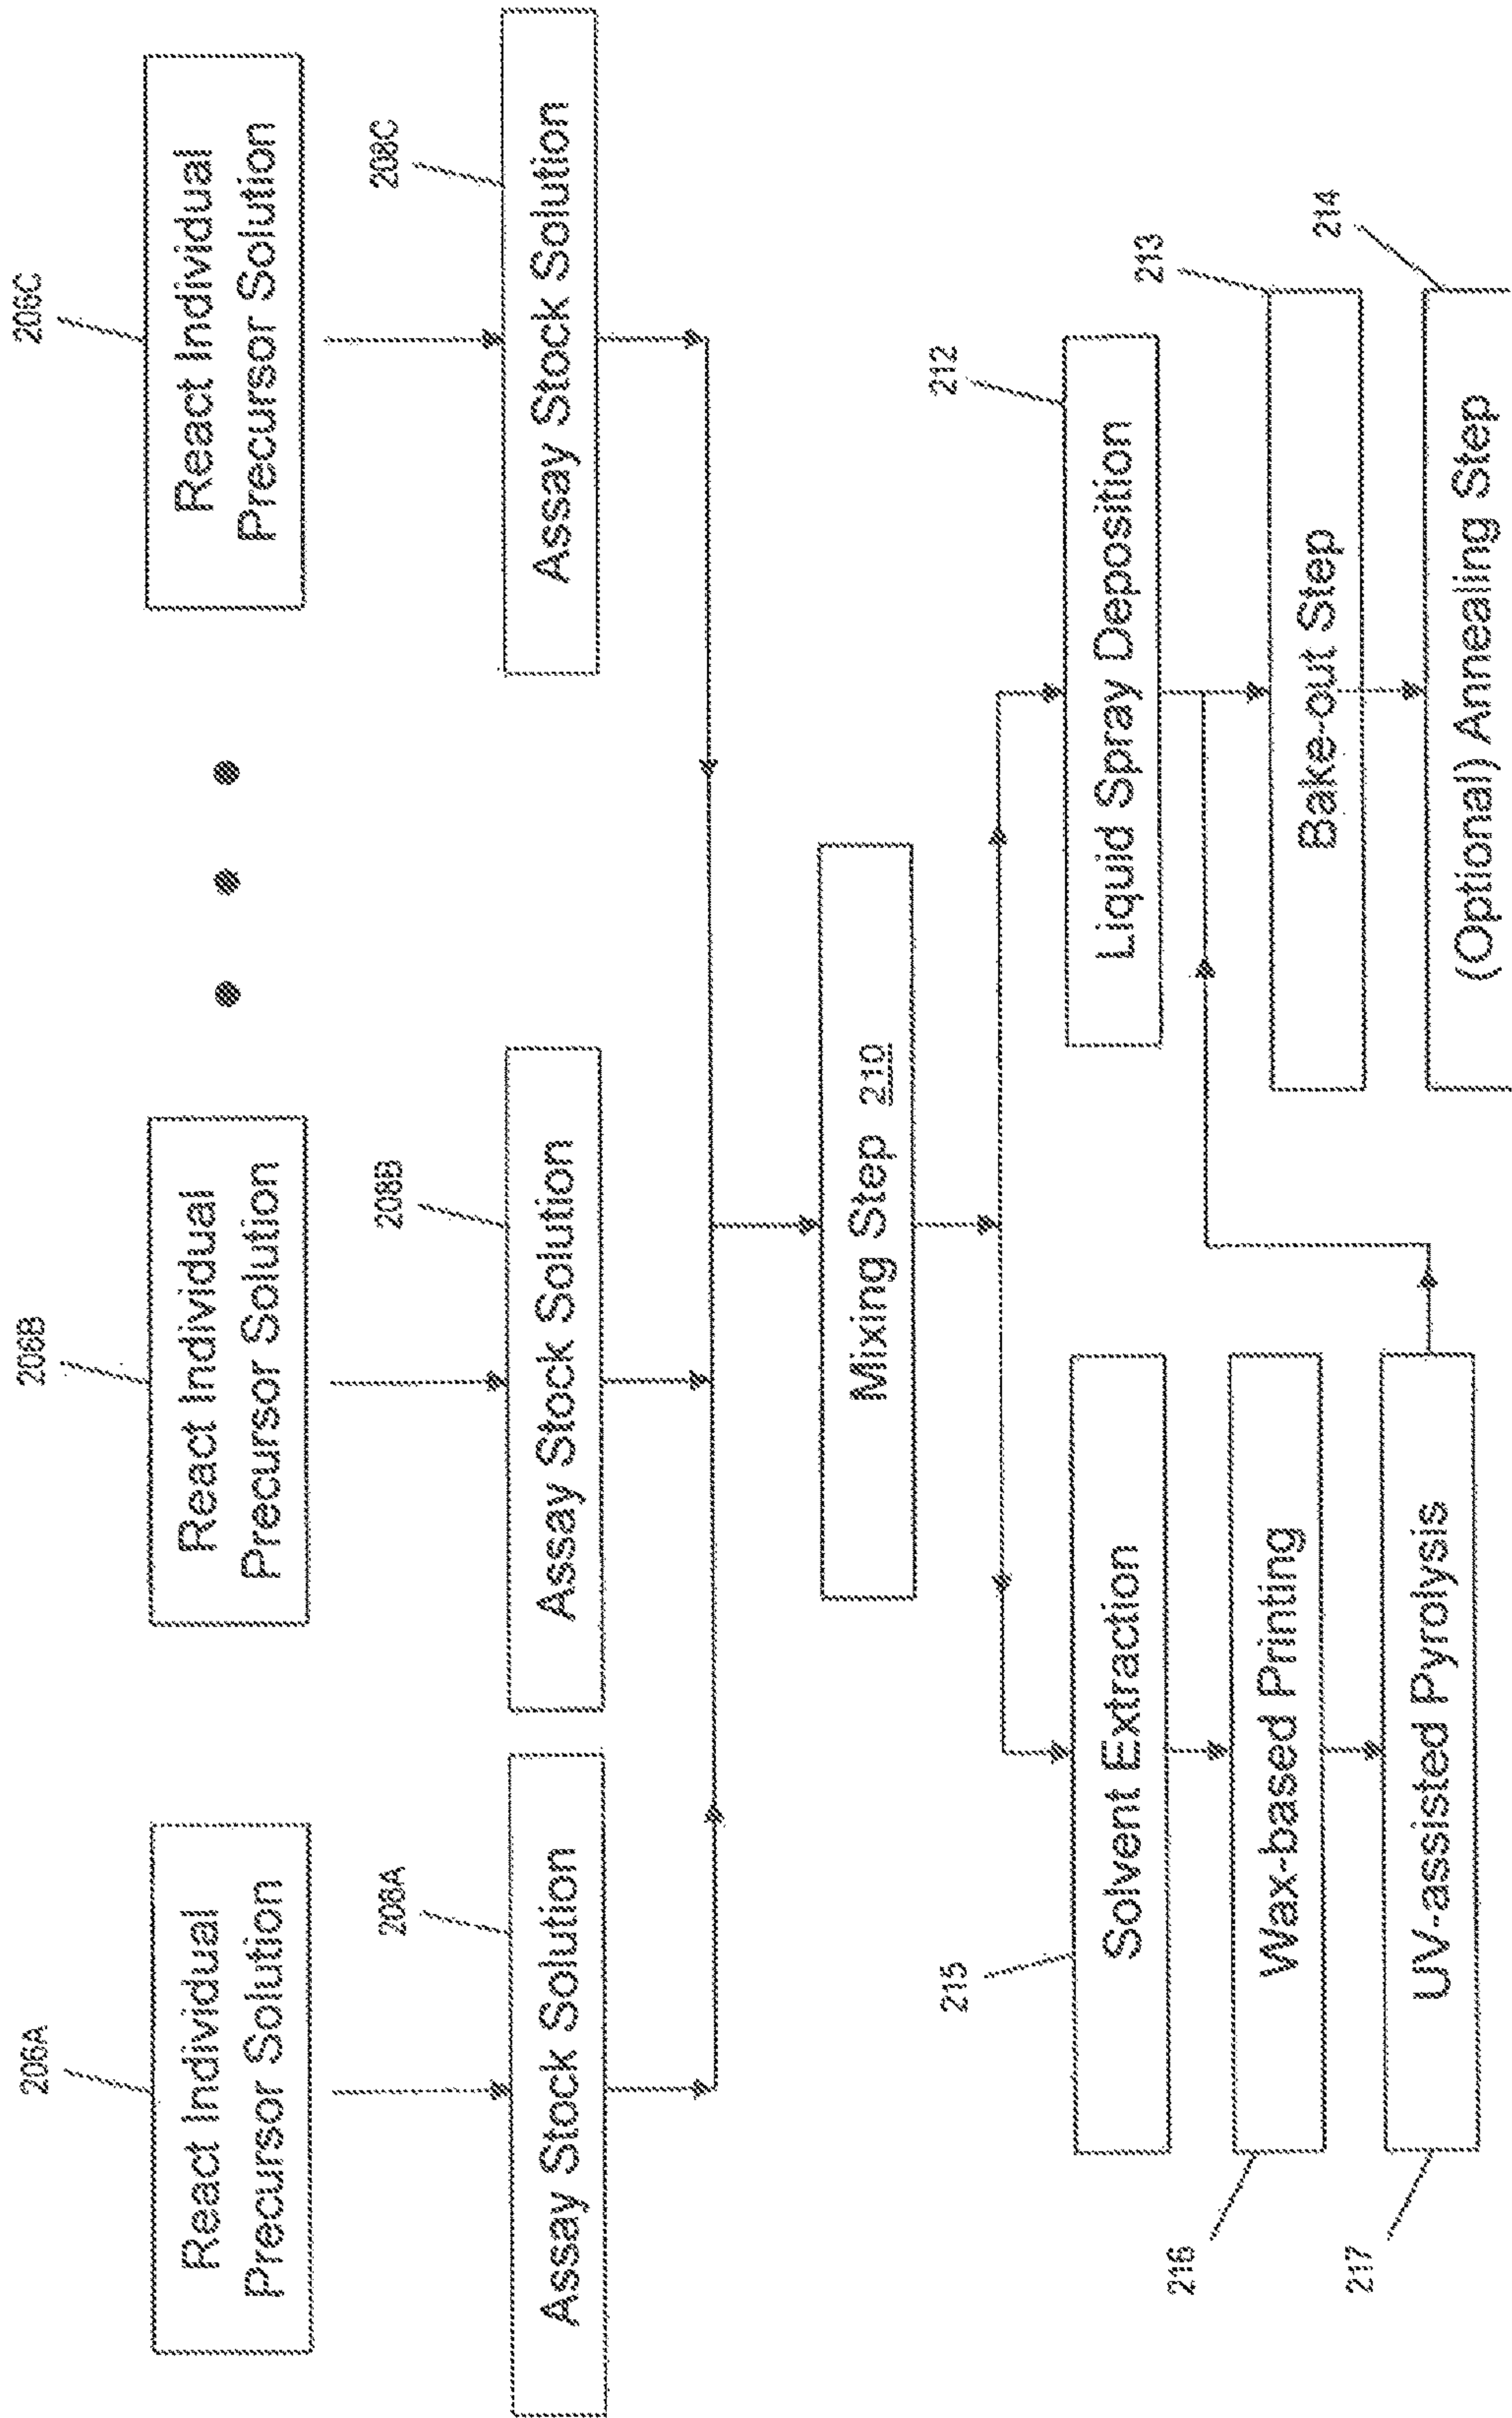 206A
206B
206C
React Individual
Precursor Solution
React Individual
Precursor Solution
React Individual
Precursor Solution
208A
208B
208C
Assay Stock Solution
Assay Stock Solution
Assay Stock Solution
Mixing Step 210
215
212
Solvent Extraction
Liquid Spray Deposition
216
213
Wax-based Printing
Bake-out Step
217
214
UV-assisted Pyrolysis
(Optional) Annealing Step